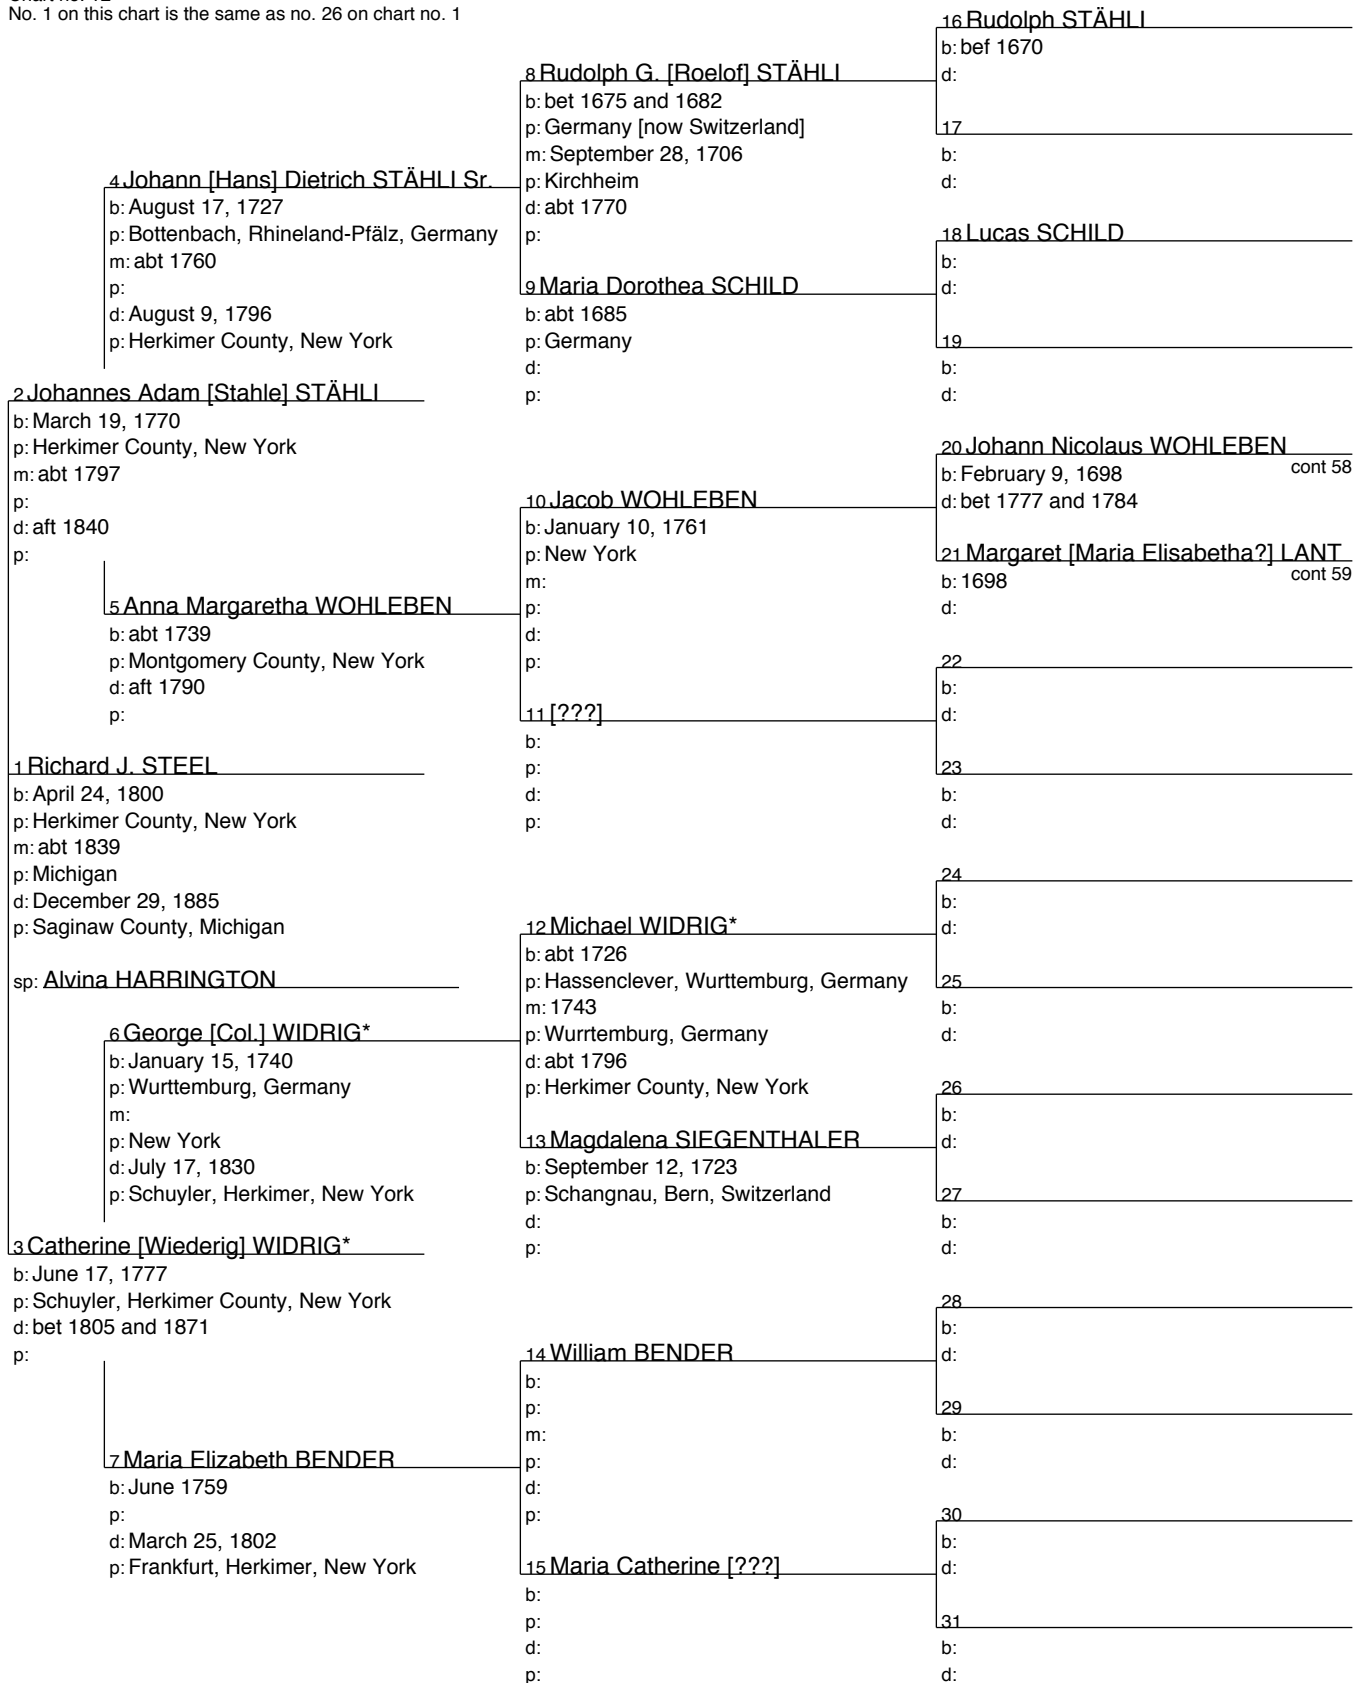 No. 1 on this chart is the same as no. 26 on chart no. 1
16 Rudolph STÄHLI
b: bef 1670
d:
8 Rudolph G. [Roelof] STÄHLI
b: bet 1675 and 1682
p: Germany [now Switzerland]
m: September 28, 1706
p: Kirchheim
d: abt 1770
p:
17
b:
d:
4 Johann [Hans] Dietrich STÄHLI Sr.
b: August 17, 1727
p: Bottenbach, Rhineland-Pfälz, Germany
m: abt 1760
p:
d: August 9, 1796
p: Herkimer County, New York
18 Lucas SCHILD
b:
d:
9 Maria Dorothea SCHILD
b: abt 1685
p: Germany
d:
p:
19
b:
d:
2 Johannes Adam [Stahle] STÄHLI
b: March 19, 1770
p: Herkimer County, New York
m: abt 1797
p:
d: aft 1840
p:
20 Johann Nicolaus WOHLEBEN
cont 58
b: February 9, 1698
d: bet 1777 and 1784
10 Jacob WOHLEBEN
b: January 10, 1761
p: New York
m:
p:
d:
p:
21 Margaret [Maria Elisabetha?] LANT
cont 59
b: 1698
d:
5 Anna Margaretha WOHLEBEN
b: abt 1739
p: Montgomery County, New York
d: aft 1790
p:
22
b:
d:
11 [???]
b:
p:
d:
p:
23
b:
d:
1 Richard J. STEEL
b: April 24, 1800
p: Herkimer County, New York
m: abt 1839
p: Michigan
d: December 29, 1885
p: Saginaw County, Michigan
sp: Alvina HARRINGTON
24
b:
d:
12 Michael WIDRIG*
b: abt 1726
p: Hassenclever, Wurttemburg, Germany
m: 1743
p: Wurrtemburg, Germany
d: abt 1796
p: Herkimer County, New York
25
b:
d:
6 George [Col.] WIDRIG*
b: January 15, 1740
p: Wurttemburg, Germany
m:
p: New York
d: July 17, 1830
p: Schuyler, Herkimer, New York
26
b:
d:
13 Magdalena SIEGENTHALER
b: September 12, 1723
p: Schangnau, Bern, Switzerland
d:
p:
27
b:
d:
3 Catherine [Wiederig] WIDRIG*
b: June 17, 1777
p: Schuyler, Herkimer County, New York
d: bet 1805 and 1871
p:
28
b:
d:
14 William BENDER
b:
p:
m:
p:
d:
p:
29
b:
d:
7 Maria Elizabeth BENDER
b: June 1759
p:
d: March 25, 1802
p: Frankfurt, Herkimer, New York
30
b:
d:
15 Maria Catherine [???]
b:
p:
d:
p:
31
b:
d: